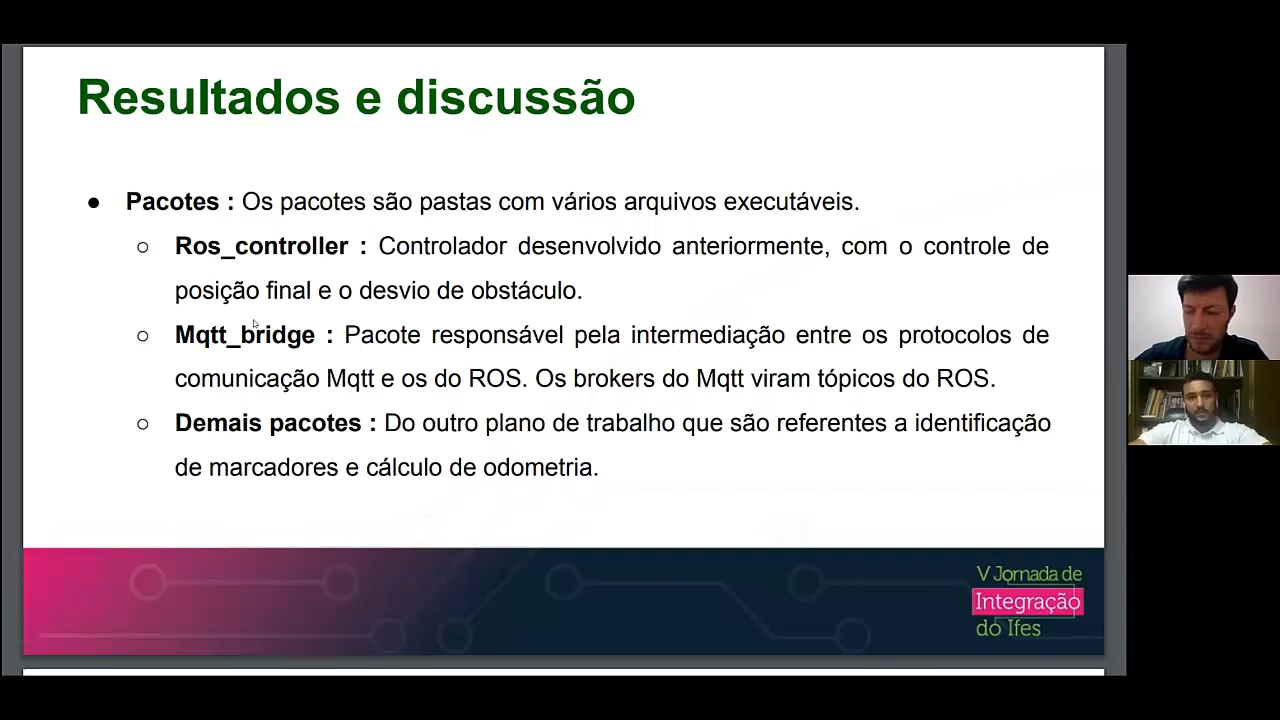 Resultados e discussão
● Pacotes : Os pacotes são pastas com vários arquivos executáveis.
○ Ros_controller : Controlador desenvolvido anteriormente, com o controle de
posição final e o desvio de obstáculo.
○ Mqtt_bridge : Pacote responsável pela intermediação entre os protocolos de
comunicação Mqtt e os do ROS. Os brokers do Mqtt viram tópicos do ROS.
○ Demais pacotes : Do outro plano de trabalho que são referentes a identificação
de marcadores e cálculo de odometria.
V Jornada de
Integração
do Ifes